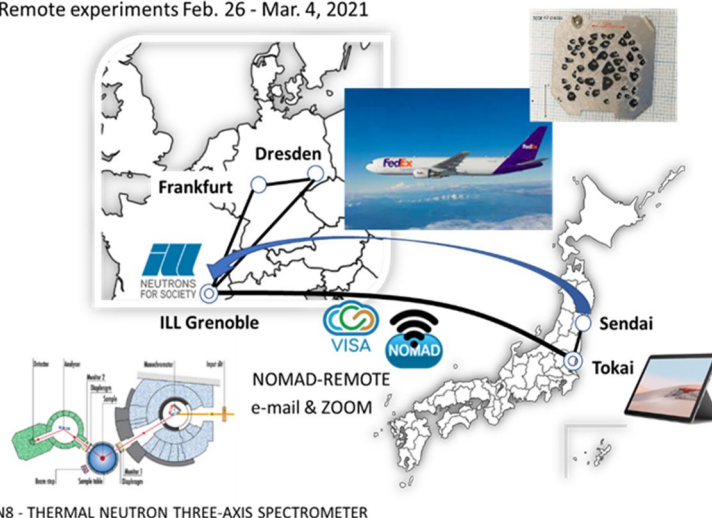 Remote experiments Feb. 26 - Mar. 4, 2021
Dresden
Frankfurt
FedEx
FedEx
ill
NEUTRONS
FOR SOCIETY
ILL Grenoble
Sendai
VISA
NOMAD
Tokai
NOMAD-REMOTE
e-mail & ZOOM
Detector
Analyser
Monochromator
Input slit
Monitor 2
Diaphragm
Sample
Beam stop
Sample table
Monitor 1
Diaphragm
N8 - THERMAL NEUTRON THREE-AXIS SPECTROMETER